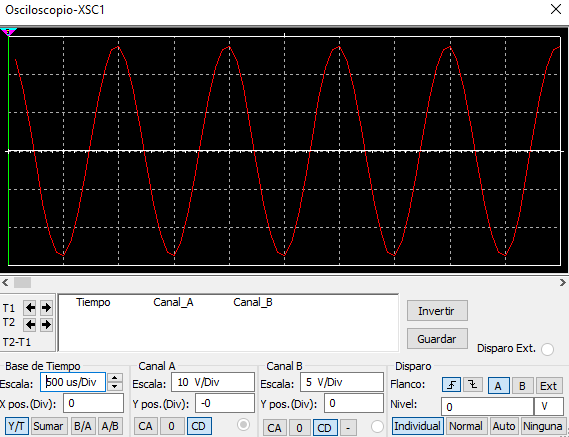 Osciloscopio-XSC1
Tiempo Canal_A Canal_B
T1
T2
T2-T1
Invertir
Guardar
Disparo Ext.
Base de Tiempo
Escala: 500 us/Div
X pos.(Div): 0
Y/T Sumar B/A A/B
Canal A
Escala: 10 V/Div
Y pos.(Div): -0
CA 0 CD
Canal B
Escala: 5 V/Div
Y pos.(Div): 0
CA 0 CD -
Disparo
Flanco: A B Ext
Nivel: 0 V
Individual Normal Auto Ninguna